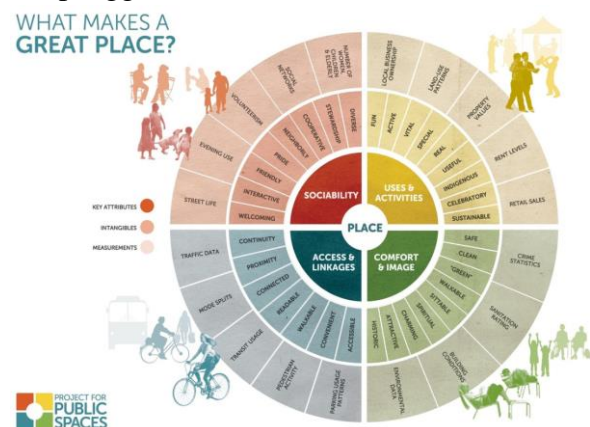 WHAT MAKES A
GREAT PLACE?
KEY ATTRIBUTES
INTANGIBLES
MEASUREMENTS
PLACE
SOCIABILITY
USES &
ACTIVITIES
ACCESS &
LINKAGES
COMFORT
& IMAGE
WELCOMING
INTERACTIVE
FRIENDLY
PRIDE
NEIGHBORLY
COOPERATIVE
STEWARDSHIP
DIVERSE
STREET LIFE
EVENING USE
VOLUNTEERISM
SOCIAL
NETWORKS
NUMBER OF
WOMEN,
CHILDREN
& ELDERLY
FUN
ACTIVE
VITAL
SPECIAL
REAL
USEFUL
INDIGENOUS
CELEBRATORY
SUSTAINABLE
LOCAL BUSINESS
OWNERSHIP
LAND-USE
PATTERNS
PROPERTY
VALUES
RENT LEVELS
RETAIL SALES
SAFE
CLEAN
"GREEN"
WALKABLE
SITTABLE
SPIRITUAL
CHARMING
ATTRACTIVE
HISTORIC
CRIME
STATISTICS
SANITATION
RATING
BUILDING
CONDITIONS
ENVIRONMENTAL
DATA
CONTINUITY
PROXIMITY
CONNECTED
READABLE
WALKABLE
CONVENIENT
ACCESSIBLE
TRAFFIC DATA
MODE SPLITS
TRANSIT USAGE
PEDESTRIAN
ACTIVITY
PARKING USAGE
PATTERNS
PROJECT FOR
PUBLIC
SPACES